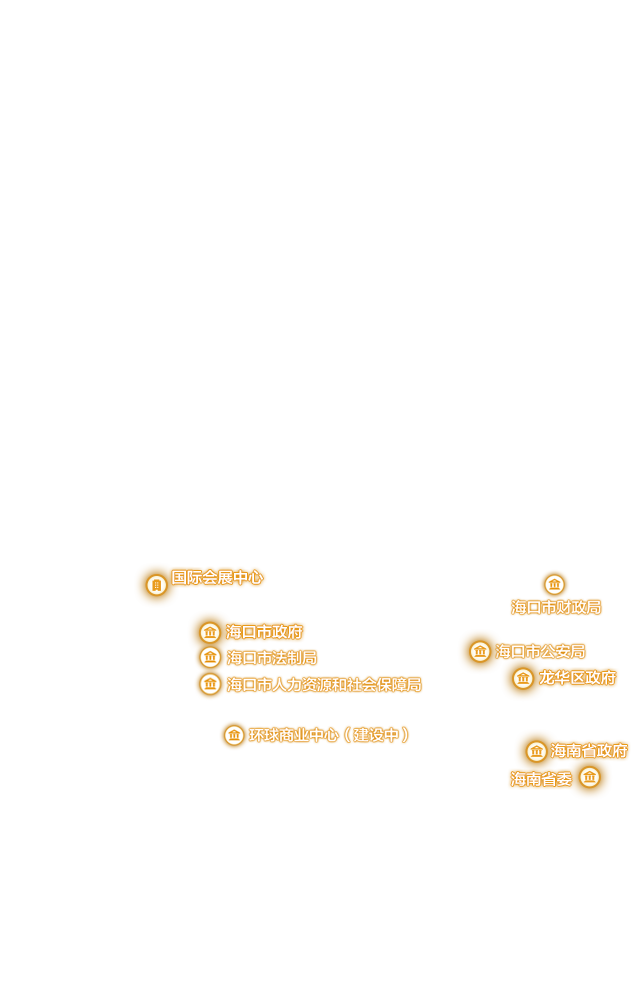 国际会展中心
海口市财政局
海口市政府
海口市公安局
海口市法制局
龙华区政府
海口市人力资源和社会保障局
环球商业中心（建设中）
海南省政府
海南省委